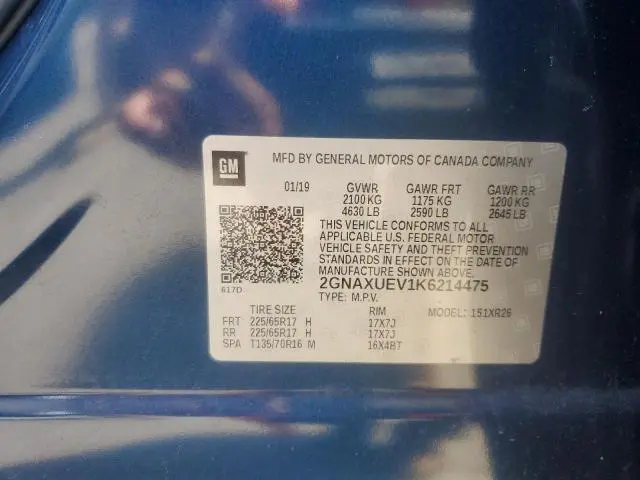 GM
MFD BY GENERAL MOTORS OF CANADA COMPANY
01/19 GVWR GAWR FRT GAWR RR
2100 KG 1175 KG 1200 KG
4630 LB 2590 LB 2645 LB
THIS VEHICLE CONFORMS TO ALL
APPLICABLE U.S. FEDERAL MOTOR
VEHICLE SAFETY AND THEFT PREVENTION
STANDARDS IN EFFECT ON THE DATE OF
MANUFACTURE SHOWN ABOVE.
617D 2GNAXUEV1K6214475
TYPE: M.P.V.
TIRE SIZE RIM MODEL: 151XR26
FRT 225/65R17 H 17X7J
RR 225/65R17 H 17X7J
SPA T135/70R16 M 16X4BT